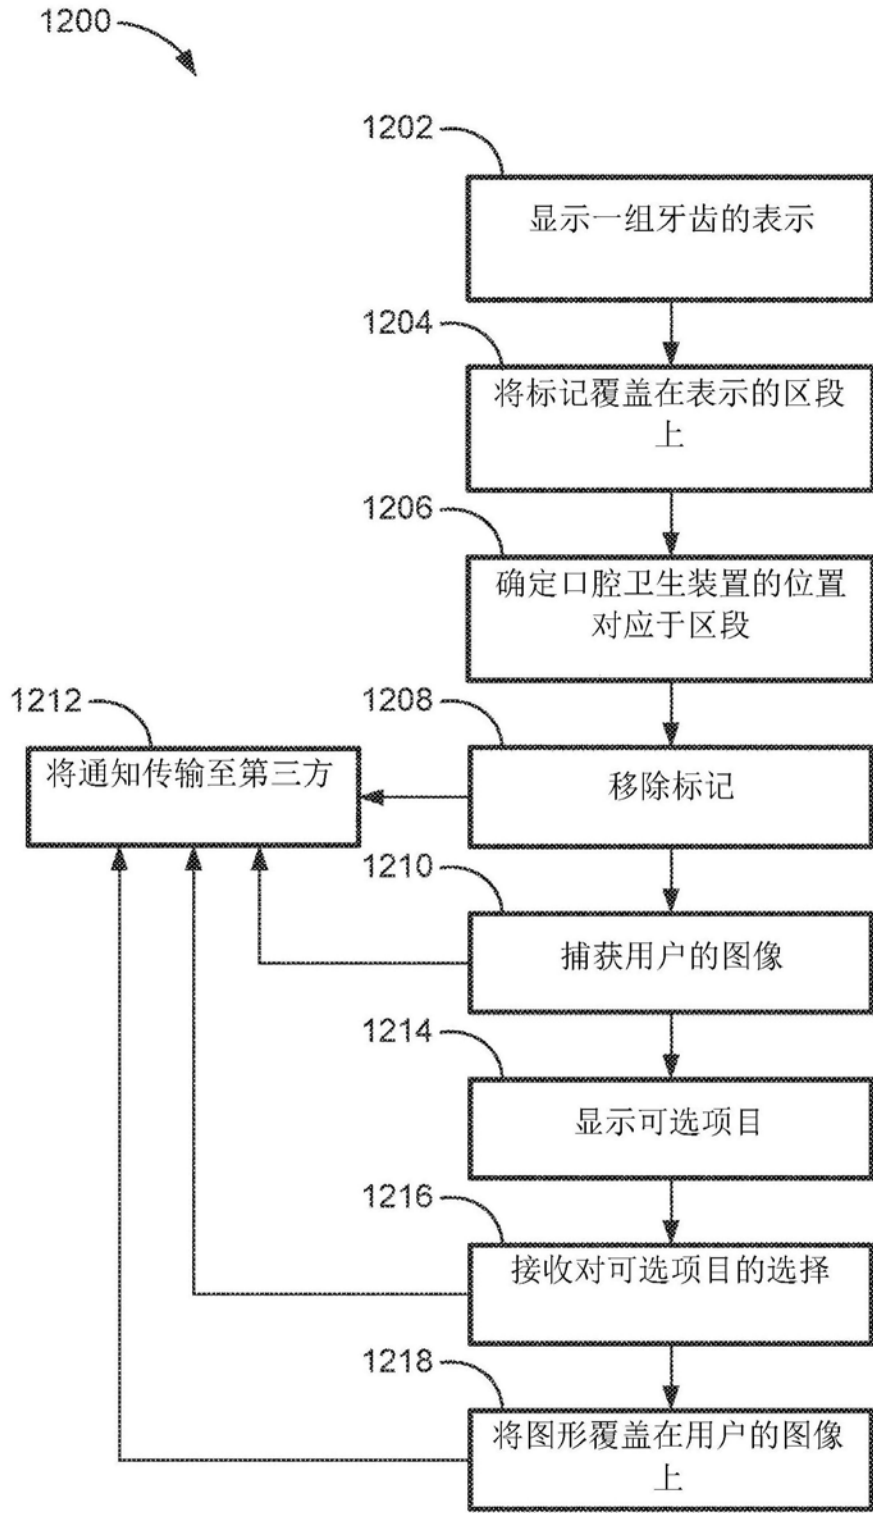 1200
1202
显示一组牙齿的表示
1204
将标记覆盖在表示的区段
上
1206
确定口腔卫生装置的位置
对应于区段
1212
将通知传输至第三方
1208
移除标记
1210
捕获用户的图像
1214
显示可选项目
1216
接收对可选项目的选择
1218
将图形覆盖在用户的图像
上